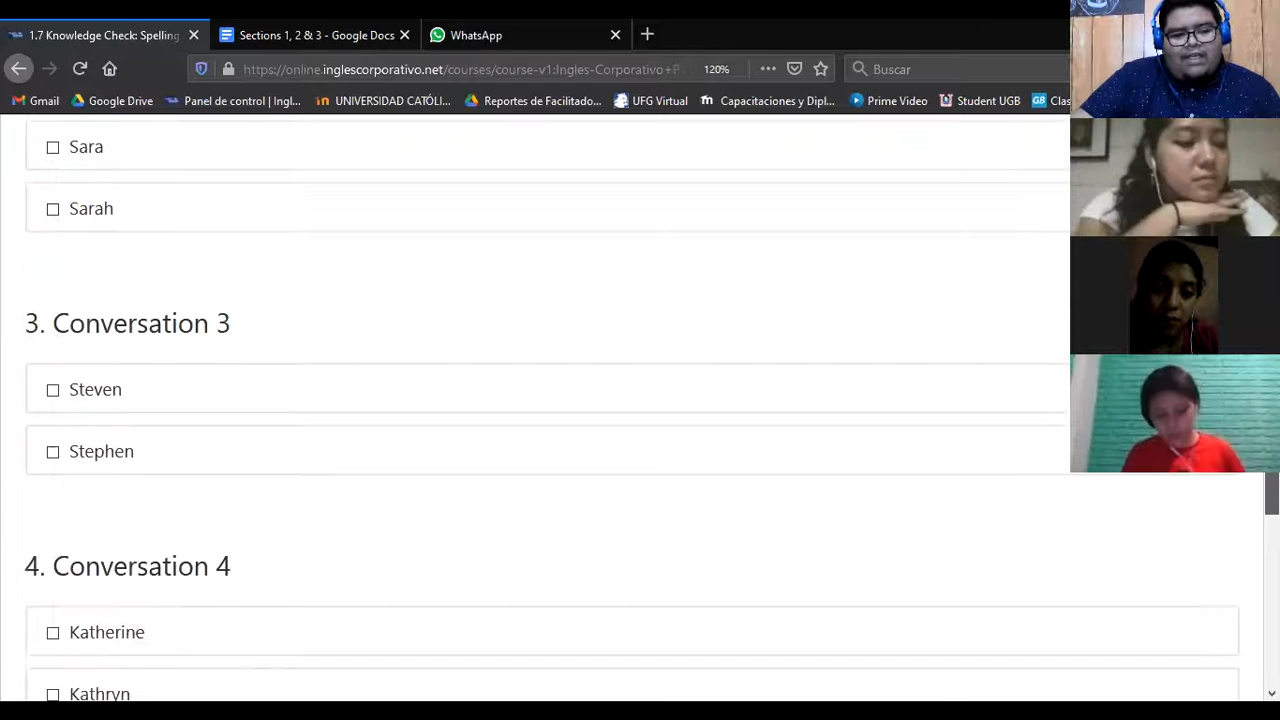 1.7 Knowledge Check: Spelling
Sections 1, 2 & 3 - Google Docs
WhatsApp
https://online.inglescorporativo.net/courses/course-v1:Ingles-Corporativo+P
120%
Buscar
Gmail
Google Drive
Panel de control | Ingl...
UNIVERSIDAD CATÓLI...
Reportes de Facilitado...
UFG Virtual
Capacitaciones y Dipl...
Prime Video
Student UGB
GB Clas
Sara
Sarah
3. Conversation 3
Steven
Stephen
4. Conversation 4
Katherine
Kathryn